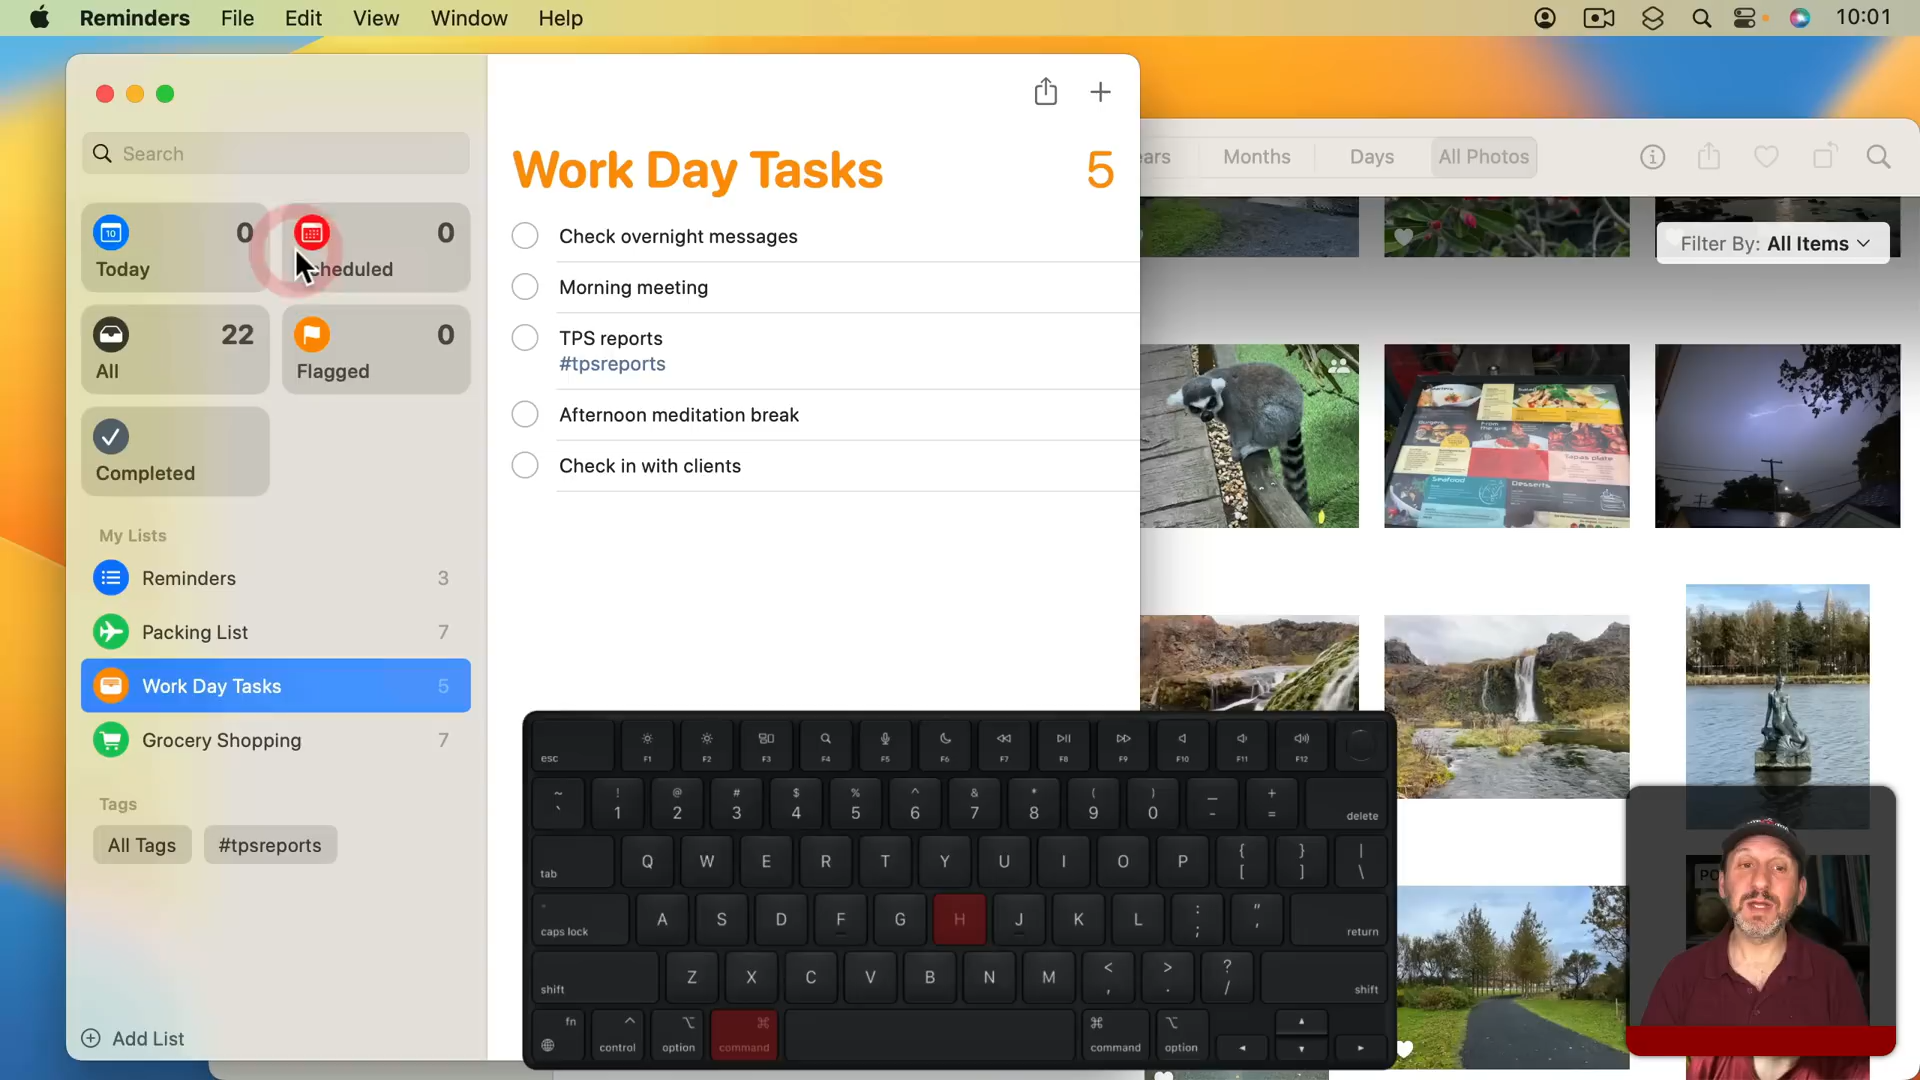 Reminders File Edit View Window Help 10:01
Search
10 0 0
Today cheduled
22 0
All Flagged
Completed
My Lists
Reminders 3
Packing List 7
Work Day Tasks 5
Grocery Shopping 7
Tags
All Tags #tpsreports
Add List
Work Day Tasks 5
Check overnight messages
Morning meeting
TPS reports
#tpsreports
Afternoon meditation break
Check in with clients
ears Months Days All Photos
Filter By: All Items
Seafood Desserts
esc F1 F2 F3 F4 F5 F6 F7 F8 F9 F10 F11 F12
~ ! @ # $ % ^ & * ( ) _ +
` 1 2 3 4 5 6 7 8 9 0 - = delete
tab Q W E R T Y U I O P { [ } ] | \
caps lock A S D F G H J K L : ; " ' return
shift Z X C V B N M < , > . ? / shift
fn control ⌥ option ⌘ command ⌘ command ⌥ option